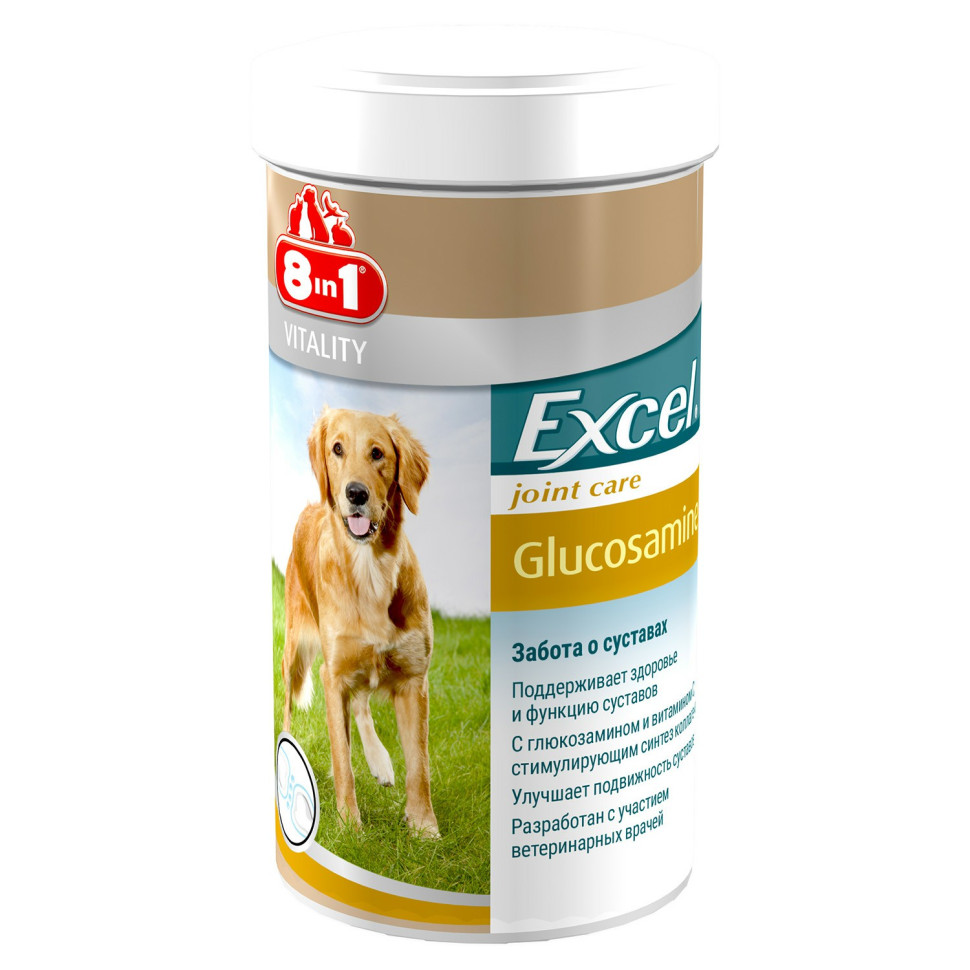 8in1®
VITALITY
Excel
joint care
Glucosamine
Забота о суставах
Поддерживает здоровье
и функцию суставов
С глюкозамином и витамином C,
стимулирующим синтез
Улучшает подвижность суставов
Разработан с участием
ветеринарных врачей